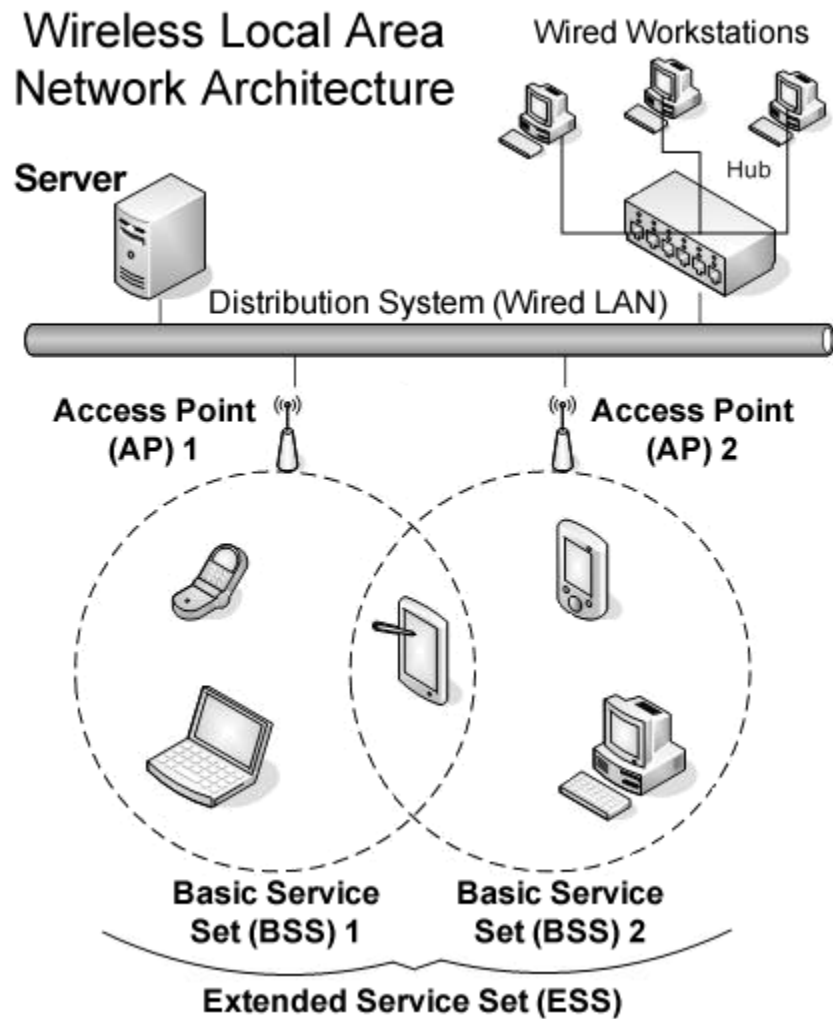 Wireless Local Area
Network Architecture
Wired Workstations
Server
Hub
Distribution System (Wired LAN)
Access Point
(AP) 1
Access Point
(AP) 2
Basic Service
Set (BSS) 1
Basic Service
Set (BSS) 2
Extended Service Set (ESS)